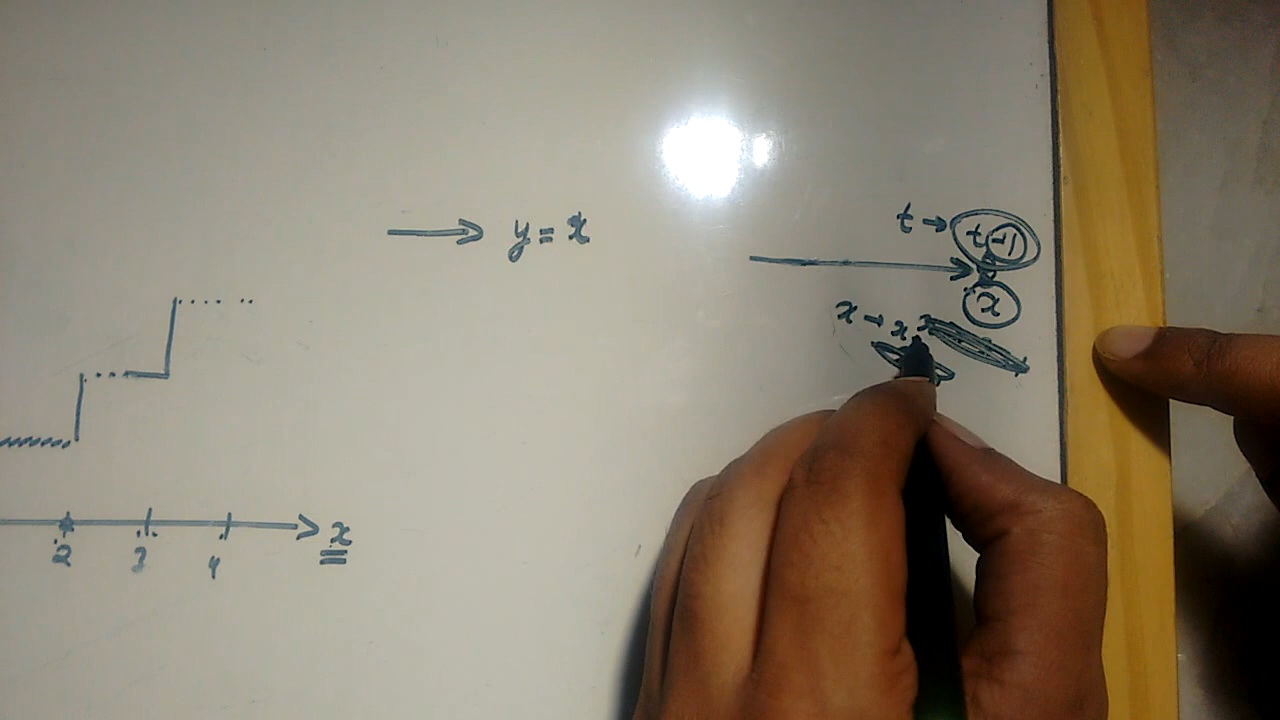 y = x
t → t-1
x
x → x
2 3 4 x